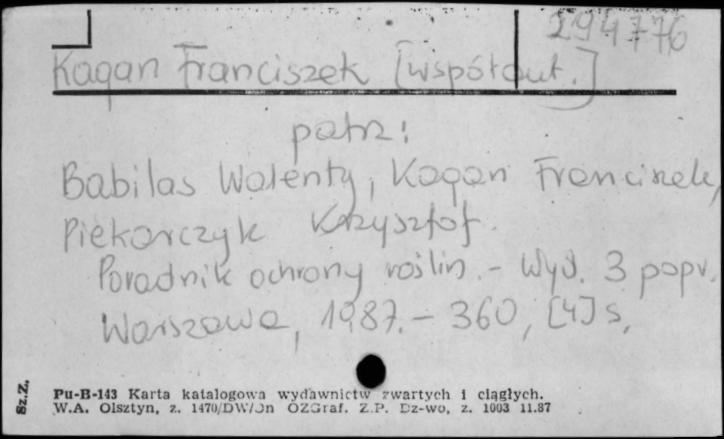 294776
Kagan Franciszek [współaut.]
patrz:
Babilas Walenty, Kagan Franciszek,
Piekarczyk Krzysztof.
Poradnik ochrony roślin. - Wyd. 3 popr.
Warszawa, 1987. - 360, [4] s.
Sz.Z.
Pu-B-143 Karta katalogowa wydawnictw zwartych i ciągłych.
W.A. Olsztyn, z. 1470/DW/Jn OZGraf. Z.P. Dz-wo, z. 1003 11.87